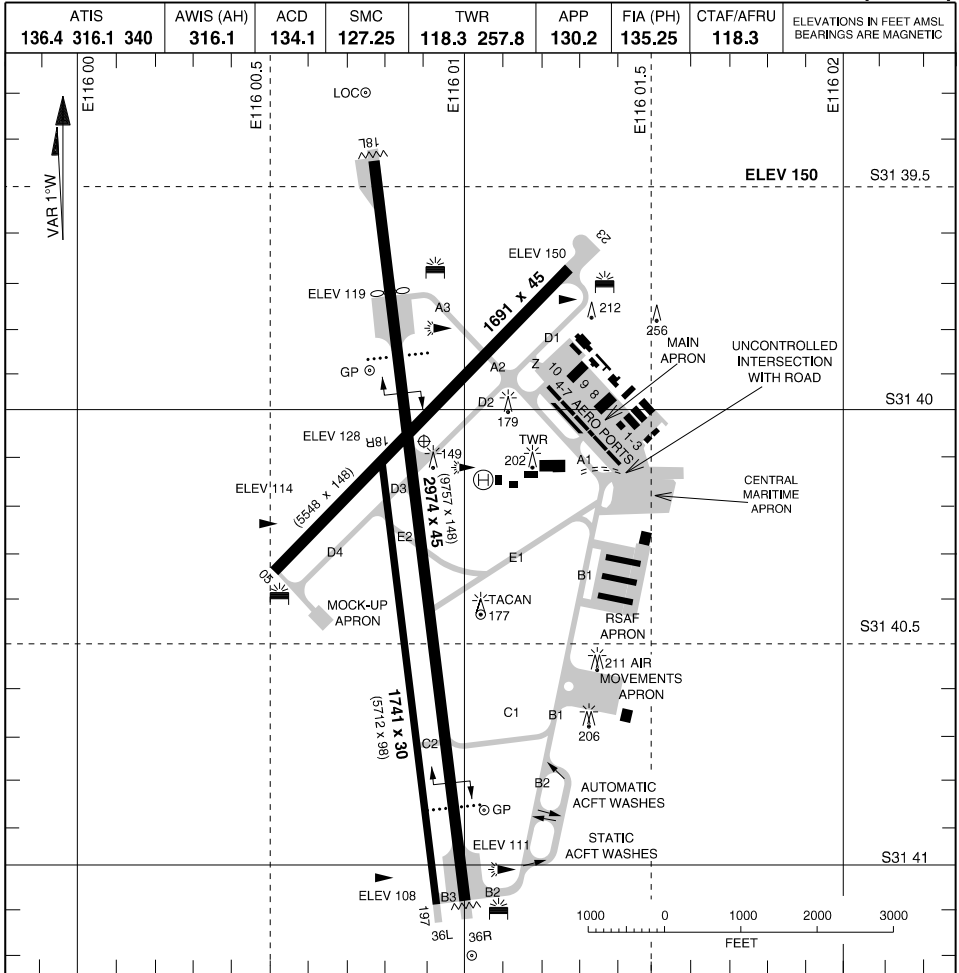 ATIS
136.4 316.1 340
AWIS (AH)
316.1
ACD
134.1
SMC
127.25
TWR
118.3 257.8
APP
130.2
FIA (PH)
135.25
CTAF/AFRU
118.3
ELEVATIONS IN FEET AMSL
BEARINGS ARE MAGNETIC
E116 00
E116 00.5
E116 01
E116 01.5
E116 02
VAR 1°W
LOC
18L
ELEV 150
S31 39.5
23
ELEV 150
ELEV 119
A3
1691 x 45
212
256
D1
MAIN
APRON
UNCONTROLLED
INTERSECTION
WITH ROAD
GP
A2
Z
10
9
8
4-7 AERO PORTS
1-3
D2
179
S31 40
ELEV 128
18R
149
TWR
202
A1
H
ELEV 114
(5548 x 148)
D3
2974 x 45
(9757 x 148)
CENTRAL
MARITIME
APRON
E2
D4
E1
05
B1
MOCK-UP
APRON
TACAN
177
RSAF
APRON
S31 40.5
211 AIR
MOVEMENTS
APRON
1741 x 30
(5712 x 98)
C1
B1
206
C2
B2
AUTOMATIC
ACFT WASHES
GP
ELEV 111
STATIC
ACFT WASHES
S31 41
ELEV 108
B3
B2
197
36L
36R
1000
0
1000
2000
3000
FEET